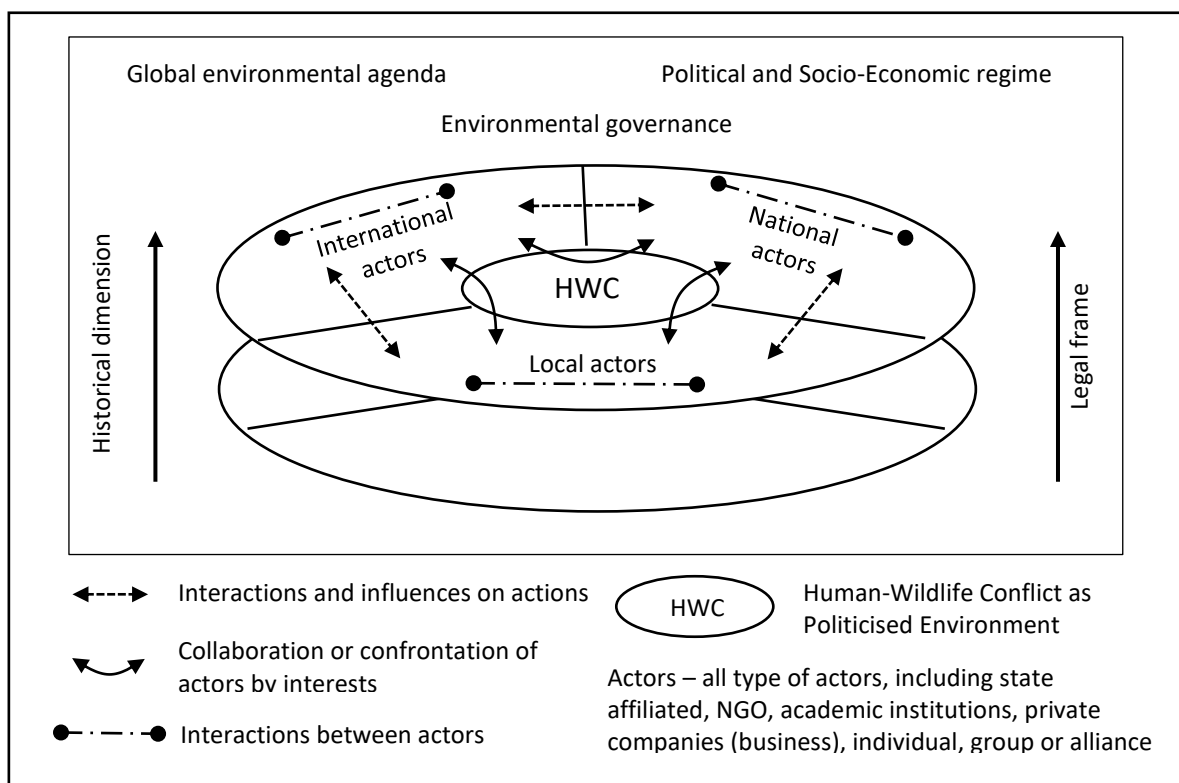 Global environmental agenda
Political and Socio-Economic regime
Environmental governance
Historical dimension
International
actors
National
actors
HWC
Local actors
Legal frame
Interactions and influences on actions
Collaboration or confrontation of
actors by interests
Interactions between actors
HWC
Human-Wildlife Conflict as
Politicised Environment
Actors – all type of actors, including state
affiliated, NGO, academic institutions, private
companies (business), individual, group or alliance